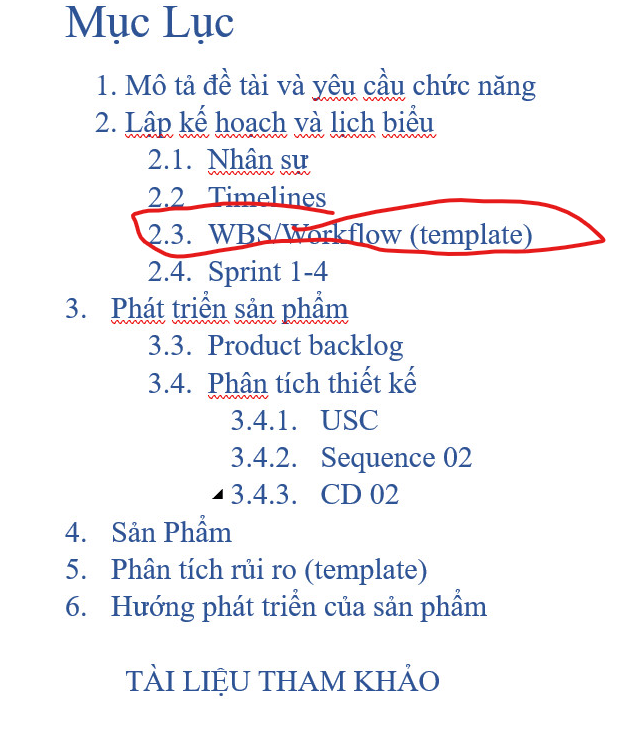 Mục Lục
1. Mô tả đề tài và yêu cầu chức năng
2. Lập kế hoạch và lịch biểu
2.1. Nhân sự
2.2. Timelines
2.3. WBS/Workflow (template)
2.4. Sprint 1-4
3. Phát triển sản phẩm
3.3. Product backlog
3.4. Phân tích thiết kế
3.4.1. USC
3.4.2. Sequence 02
3.4.3. CD 02
4. Sản Phẩm
5. Phân tích rủi ro (template)
6. Hướng phát triển của sản phẩm
TÀI LIỆU THAM KHẢO